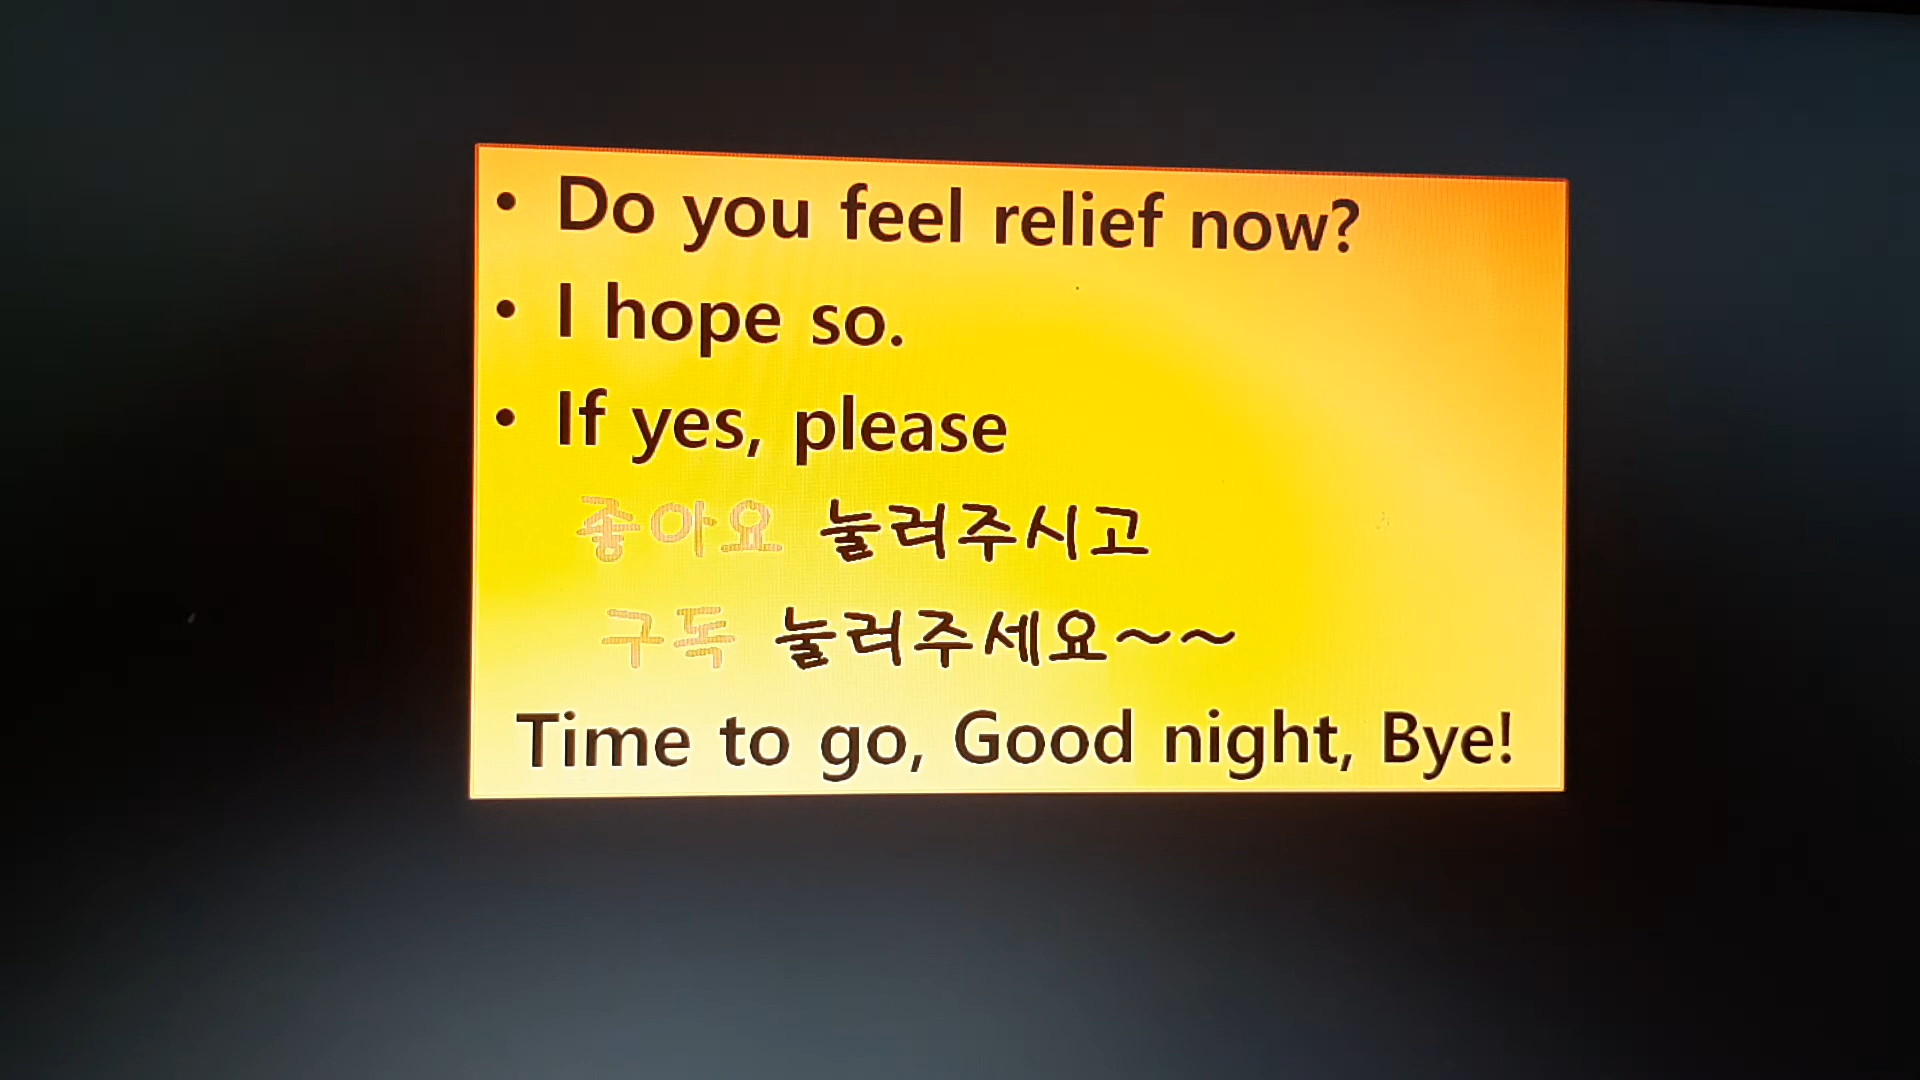 • Do you feel relief now?
• I hope so.
• If yes, please
좋아요 눌러주시고
구독 눌러주세요~~
Time to go, Good night, Bye!